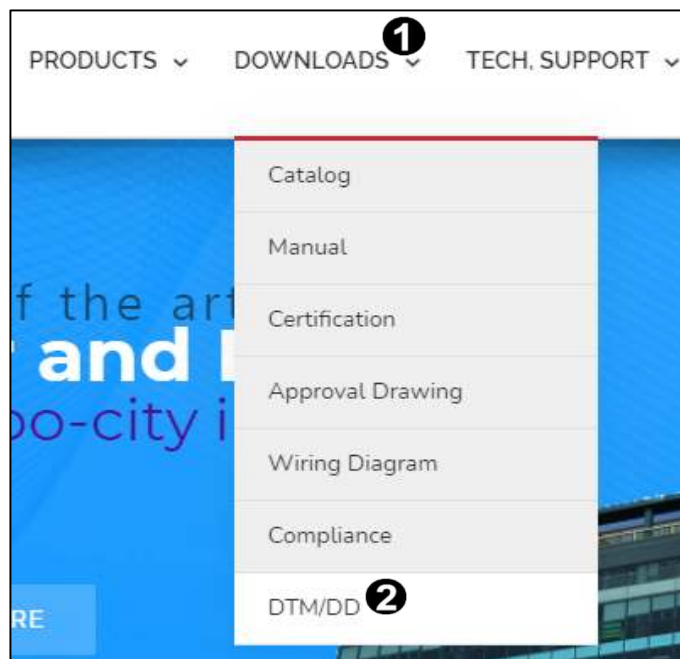 1
PRODUCTS DOWNLOADS TECH, SUPPORT
Catalog
Manual
f the art
Certification
and
Approval Drawing
oo-city i
Wiring Diagram
Compliance
DTM/DD 2
RE